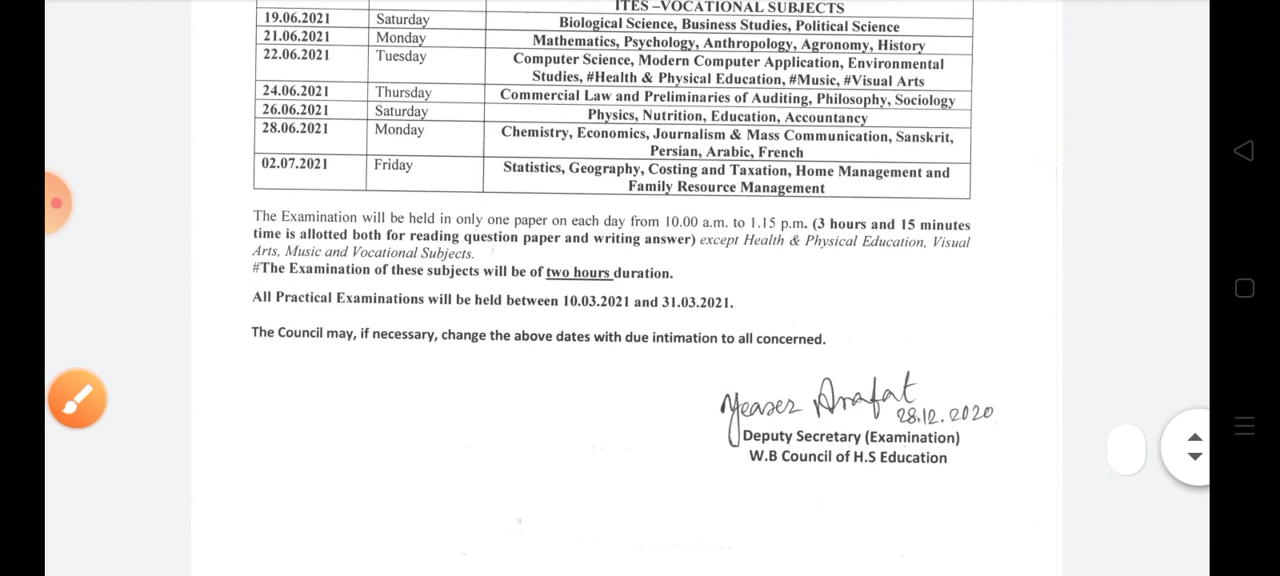 ITES –VOCATIONAL SUBJECTS
19.06.2021 Saturday Biological Science, Business Studies, Political Science
21.06.2021 Monday Mathematics, Psychology, Anthropology, Agronomy, History
22.06.2021 Tuesday Computer Science, Modern Computer Application, Environmental
Studies, #Health & Physical Education, #Music, #Visual Arts
24.06.2021 Thursday Commercial Law and Preliminaries of Auditing, Philosophy, Sociology
26.06.2021 Saturday Physics, Nutrition, Education, Accountancy
28.06.2021 Monday Chemistry, Economics, Journalism & Mass Communication, Sanskrit,
Persian, Arabic, French
02.07.2021 Friday Statistics, Geography, Costing and Taxation, Home Management and
Family Resource Management
The Examination will be held in only one paper on each day from 10.00 a.m. to 1.15 p.m. (3 hours and 15 minutes
time is allotted both for reading question paper and writing answer) except Health & Physical Education, Visual
Arts, Music and Vocational Subjects.
#The Examination of these subjects will be of two hours duration.
All Practical Examinations will be held between 10.03.2021 and 31.03.2021.
The Council may, if necessary, change the above dates with due intimation to all concerned.
Yeaser Arafat
28.12.2020
Deputy Secretary (Examination)
W.B Council of H.S Education